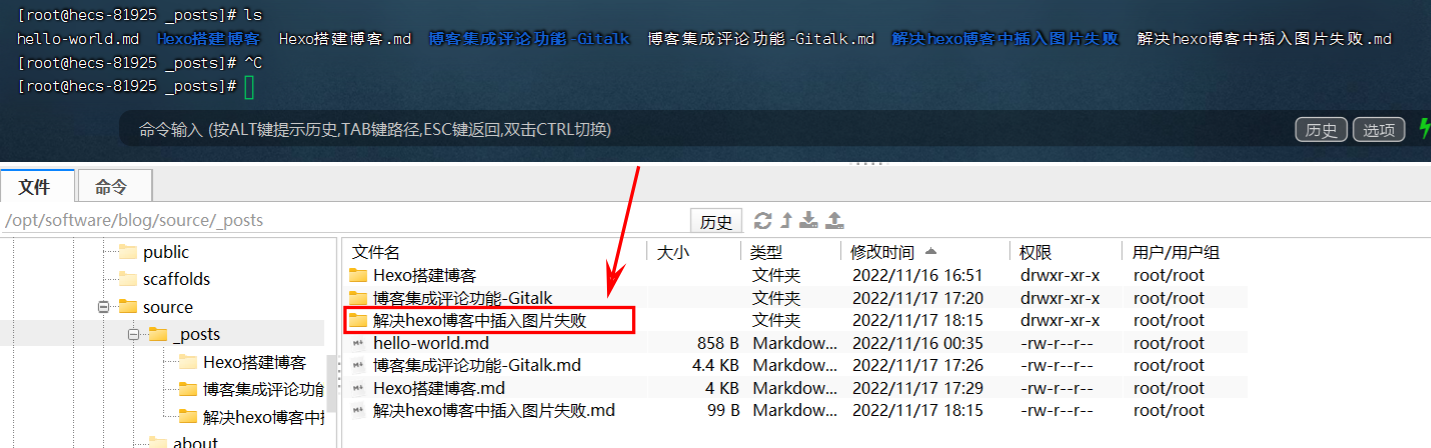 [root@hecs-81925 _posts]# ls
hello-world.md Hexo搭建博客 Hexo搭建博客.md 博客集成评论功能-Gitalk 博客集成评论功能-Gitalk.md 解决hexo博客中插入图片失败 解决hexo博客中插入图片失败.md
[root@hecs-81925 _posts]# ^C
[root@hecs-81925 _posts]#
命令输入 (按ALT键提示历史,TAB键路径,ESC键返回,双击CTRL切换) 历史 选项
文件 命令
/opt/software/blog/source/_posts 历史
public
scaffolds
source
_posts
Hexo搭建博客
博客集成评论功能
解决hexo博客中
about
文件名 大小 类型 修改时间 权限 用户/用户组
Hexo搭建博客 文件夹 2022/11/16 16:51 drwxr-xr-x root/root
博客集成评论功能-Gitalk 文件夹 2022/11/17 17:20 drwxr-xr-x root/root
解决hexo博客中插入图片失败 文件夹 2022/11/17 18:15 drwxr-xr-x root/root
hello-world.md 858 B Markdow... 2022/11/16 00:35 -rw-r--r-- root/root
博客集成评论功能-Gitalk.md 4.4 KB Markdow... 2022/11/17 17:26 -rw-r--r-- root/root
Hexo搭建博客.md 4 KB Markdow... 2022/11/17 17:29 -rw-r--r-- root/root
解决hexo博客中插入图片失败.md 99 B Markdow... 2022/11/17 18:15 -rw-r--r-- root/root